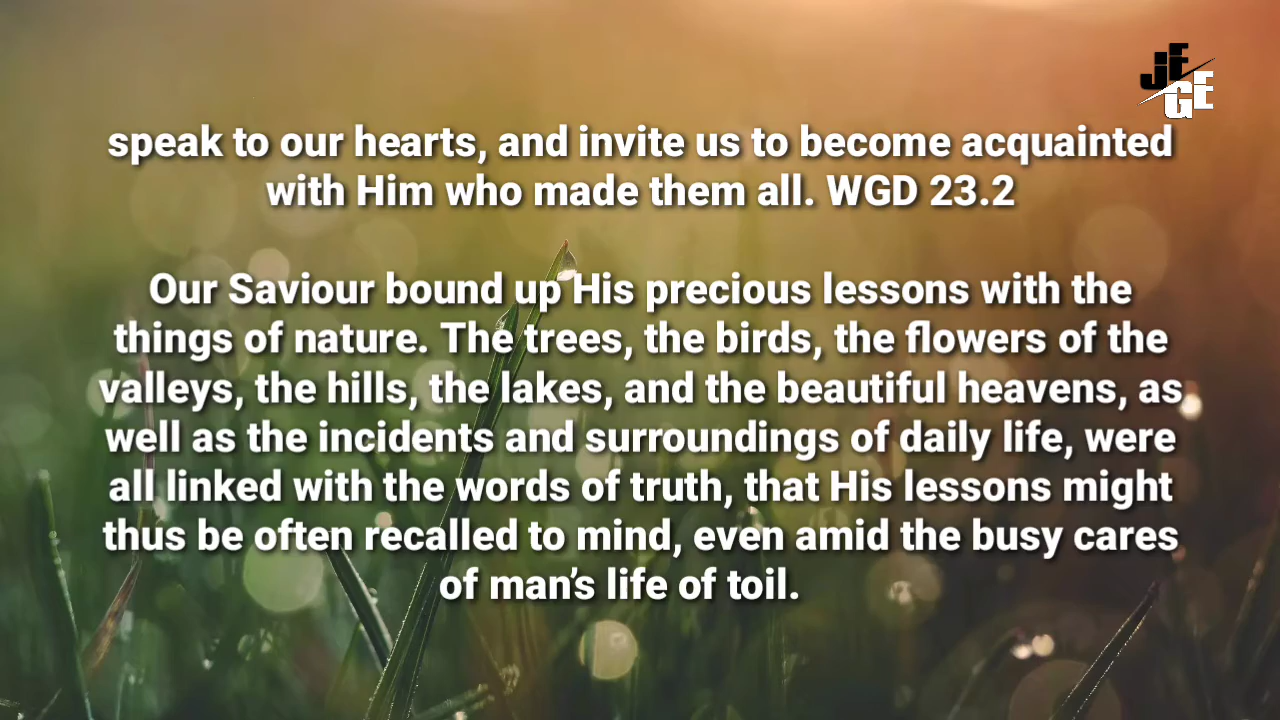 JF
GF
speak to our hearts, and invite us to become acquainted
with Him who made them all. WGD 23.2
Our Saviour bound up His precious lessons with the
things of nature. The trees, the birds, the flowers of the
valleys, the hills, the lakes, and the beautiful heavens, as
well as the incidents and surroundings of daily life, were
all linked with the words of truth, that His lessons might
thus be often recalled to mind, even amid the busy cares
of man’s life of toil.